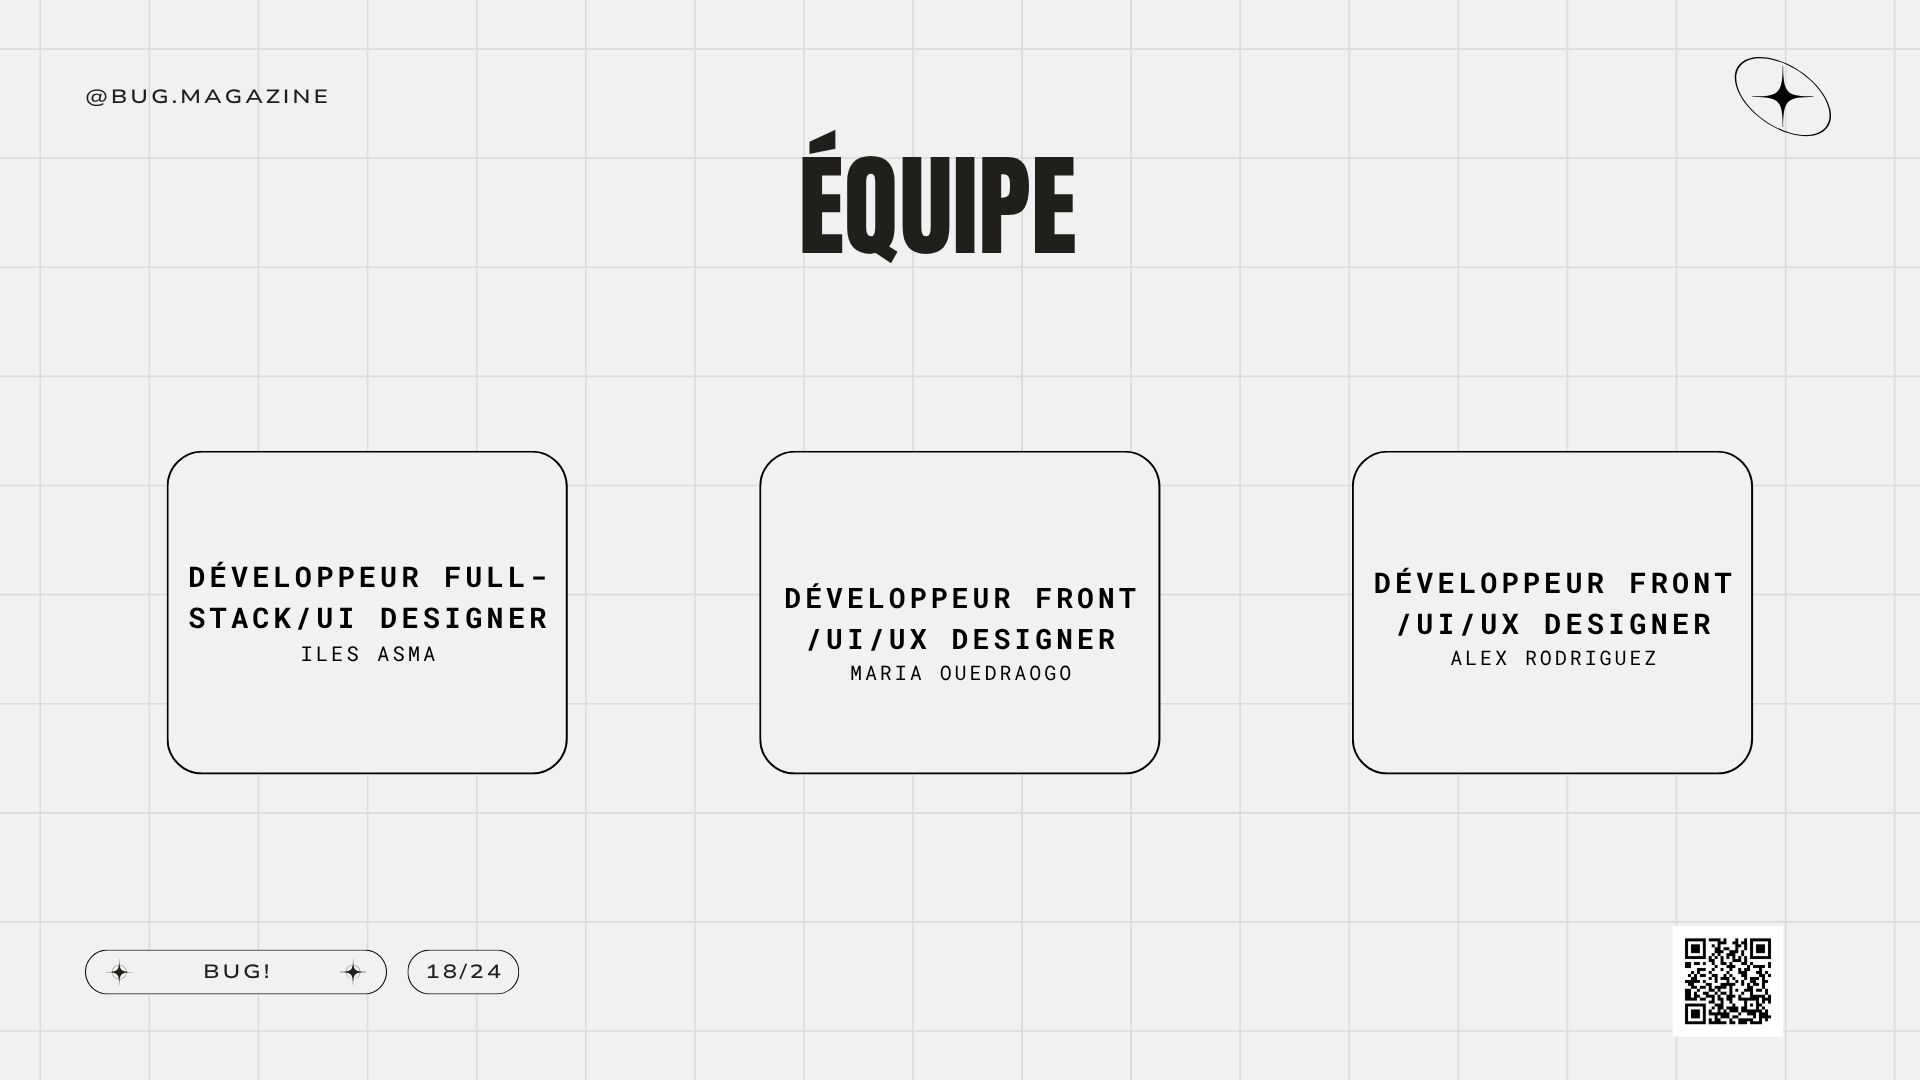 @BUG.MAGAZINE
ÉQUIPE
DÉVELOPPEUR FULL-
STACK/UI DESIGNER
ILES ASMA
DÉVELOPPEUR FRONT
/UI/UX DESIGNER
MARIA OUEDRAOGO
DÉVELOPPEUR FRONT
/UI/UX DESIGNER
ALEX RODRIGUEZ
BUG!
18/24